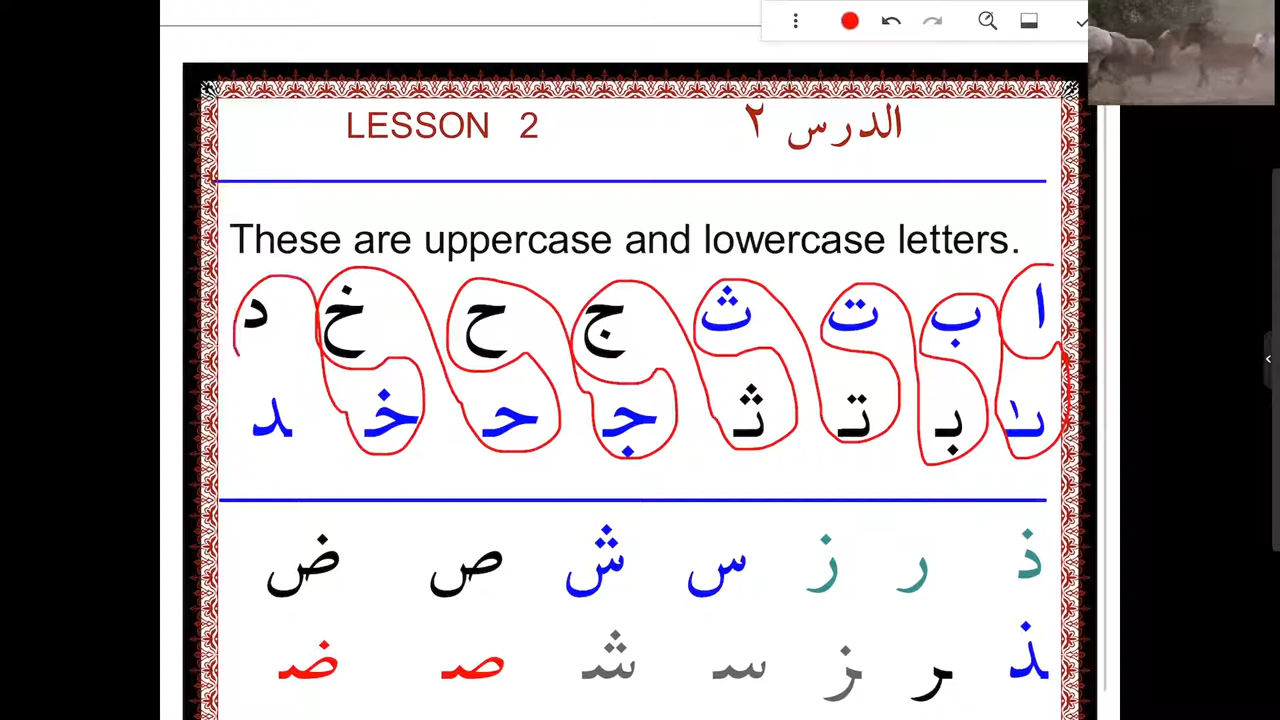 LESSON 2 الدرس ٢
These are uppercase and lowercase letters.
ا ب ت ث ج ح خ د
ىا بـ تـ ثـ جـ حـ خـ ـد
ذ ر ز س ش ص ض
ـذ ـر ـز سـ شـ صـ ضـ